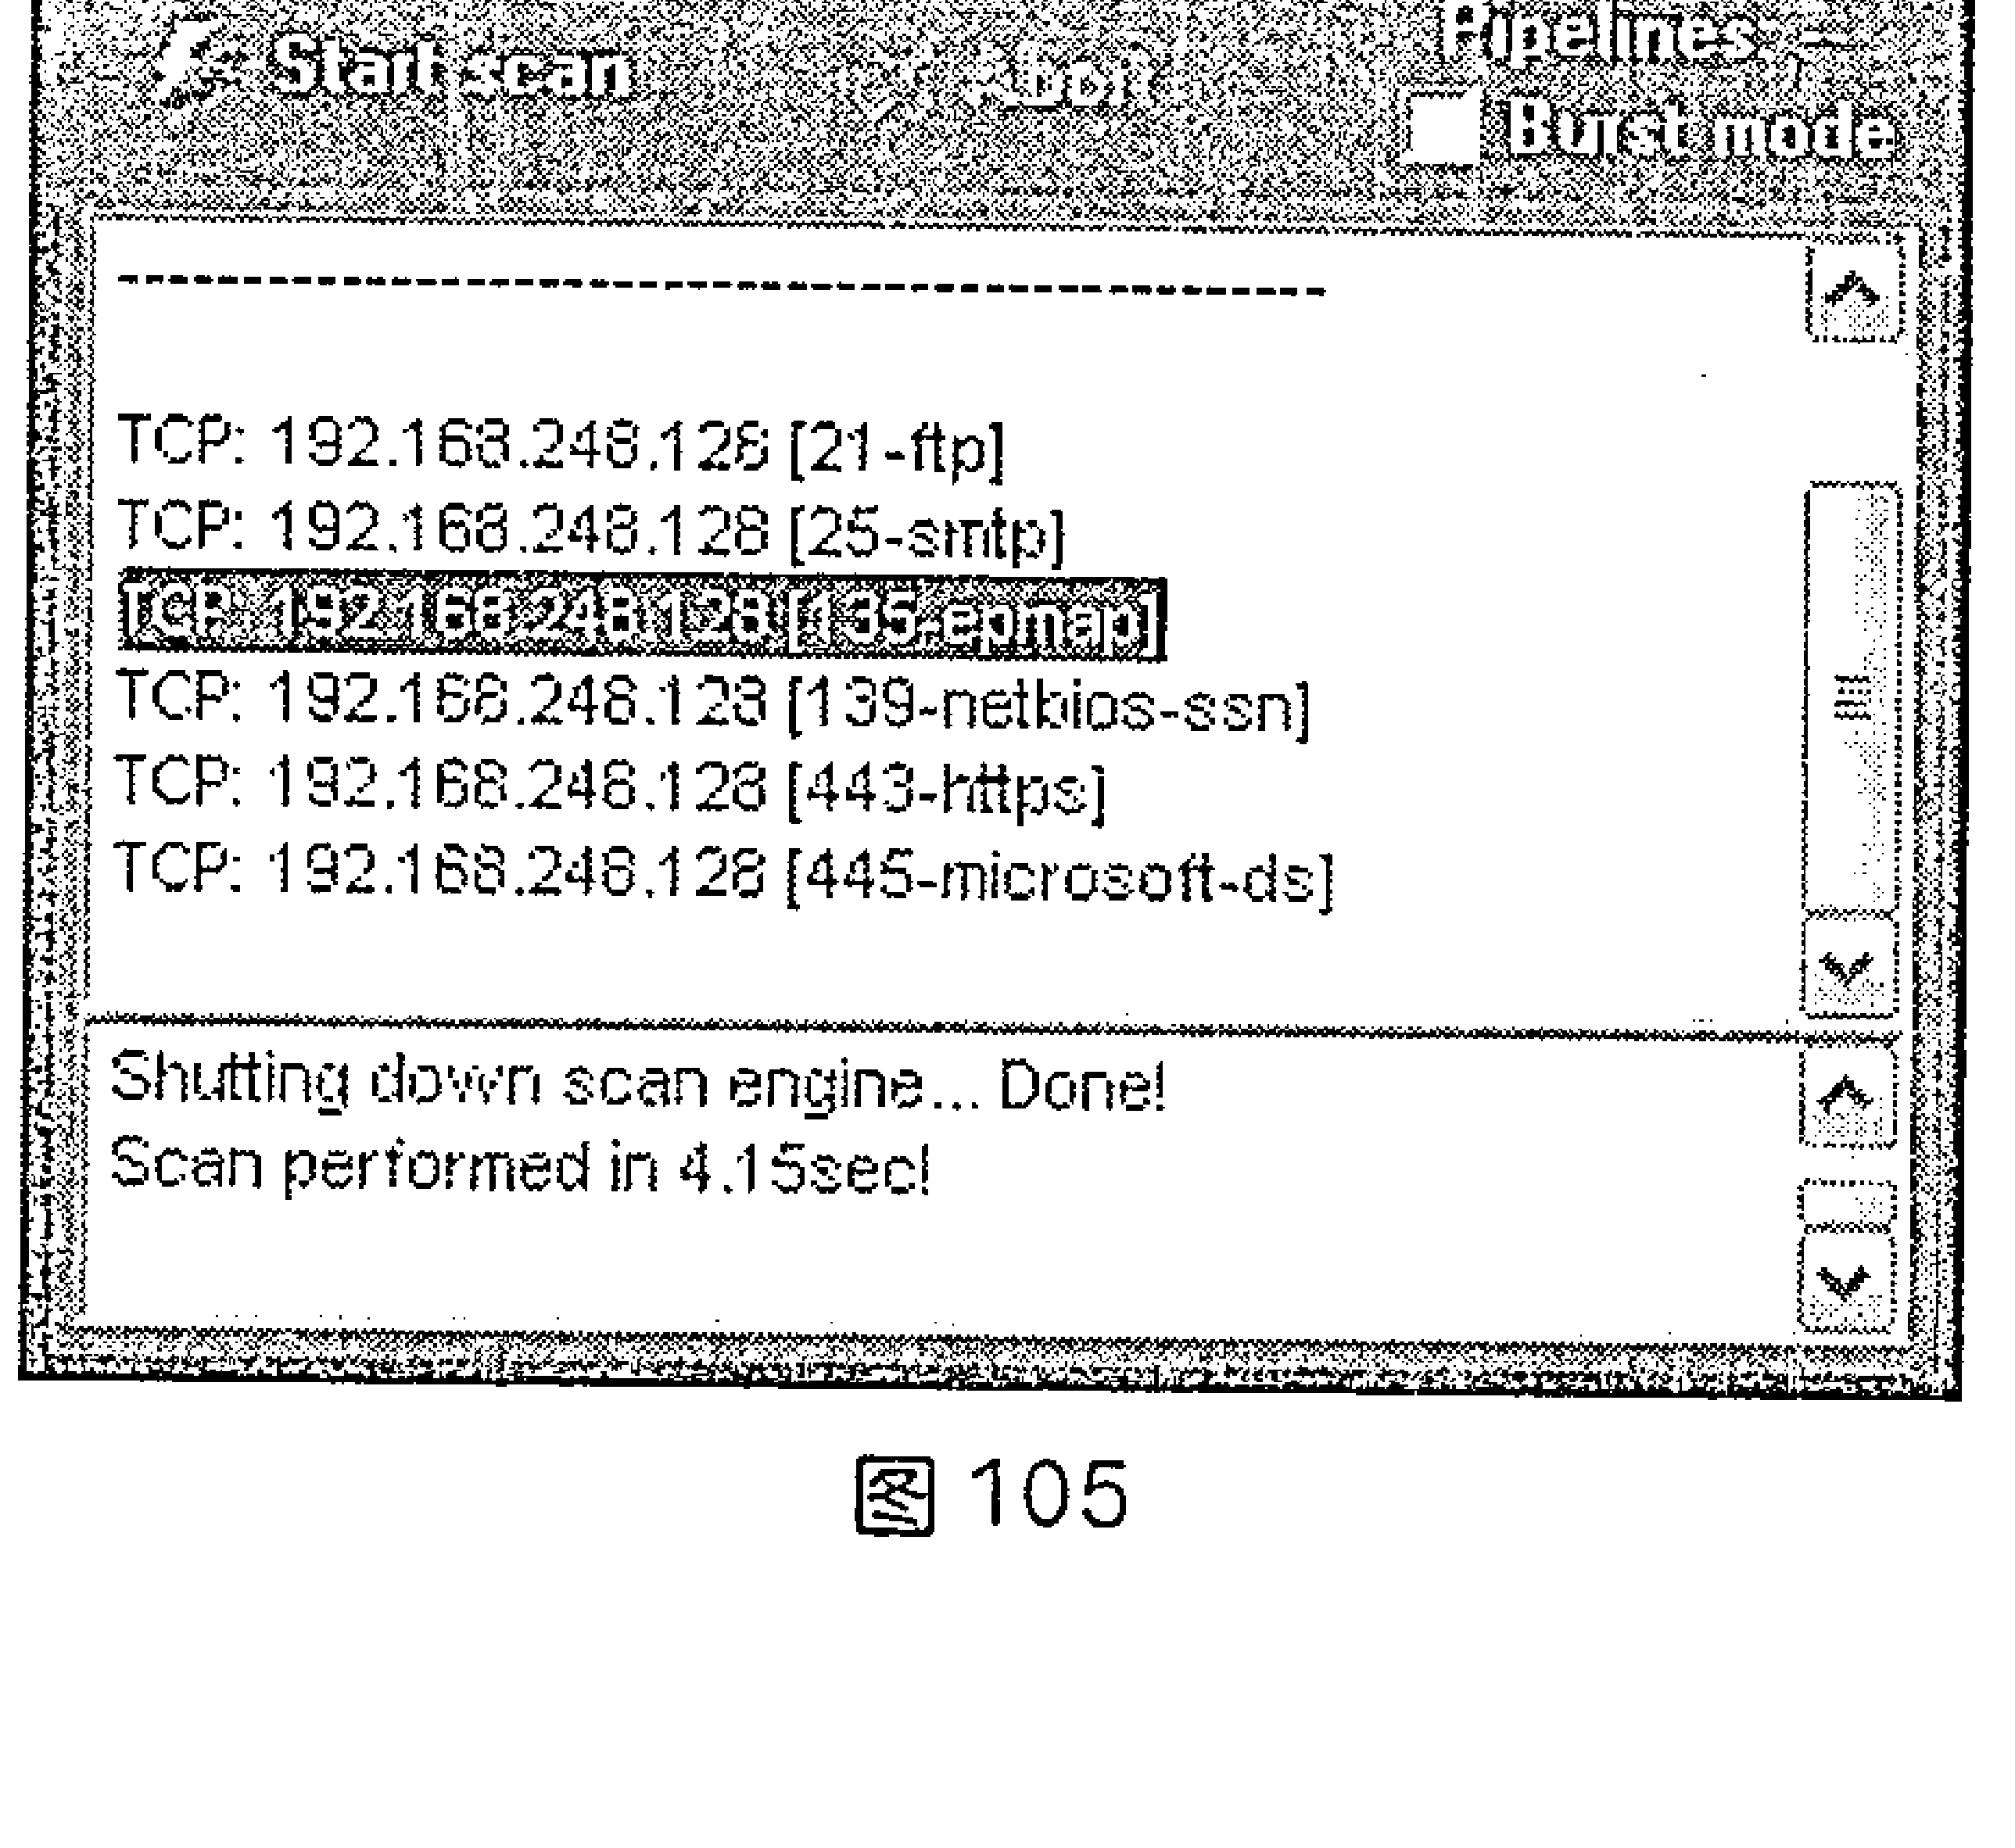 Pipelines
Start scan
Abort
Burst mode
------------------------------------------------------------
TCP: 192.168.248.128 [21-ftp]
TCP: 192.168.248.128 [25-smtp]
TCP: 192.168.248.128 [135-epmap]
TCP: 192.168.248.128 [139-netbios-ssn]
TCP: 192.168.248.128 [443-https]
TCP: 192.168.248.128 [445-microsoft-ds]
Shutting down scan engine... Done!
Scan performed in 4.15sec!
图 105